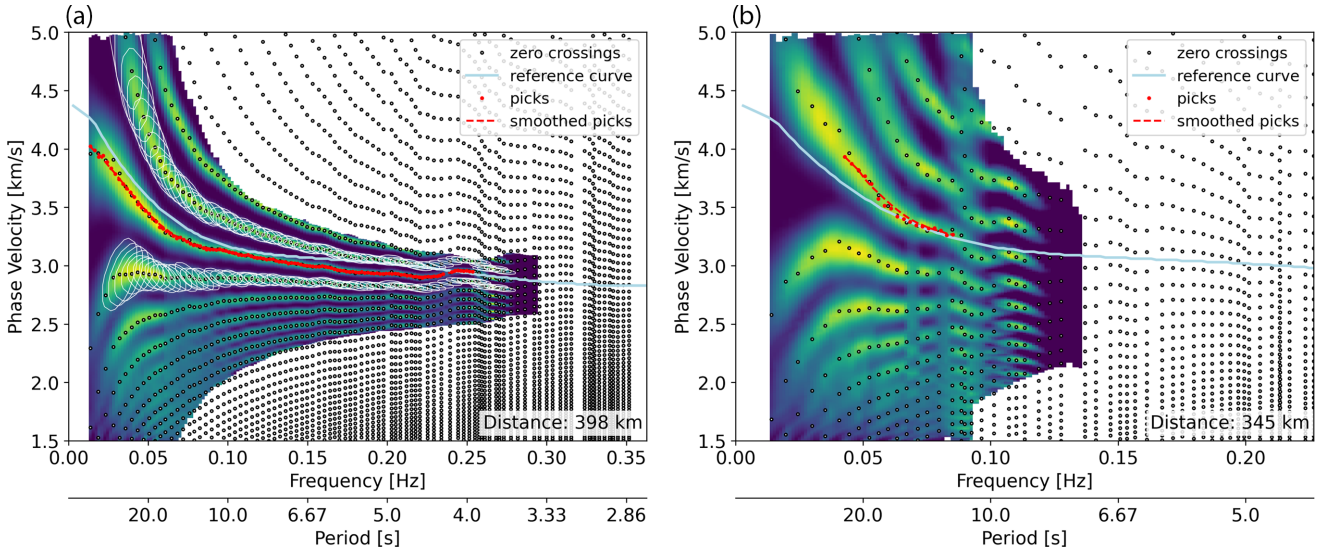 (a)
5.0
4.5
4.0
3.5
3.0
2.5
2.0
1.5
Phase Velocity [km/s]
zero crossings
reference curve
picks
smoothed picks
Distance: 398 km
0.00 0.05 0.10 0.15 0.20 0.25 0.30 0.35
Frequency [Hz]
20.0 10.0 6.67 5.0 4.0 3.33 2.86
Period [s]
(b)
5.0
4.5
4.0
3.5
3.0
2.5
2.0
1.5
Phase Velocity [km/s]
zero crossings
reference curve
picks
smoothed picks
Distance: 345 km
0.00 0.05 0.10 0.15 0.20
Frequency [Hz]
20.0 10.0 6.67 5.0
Period [s]